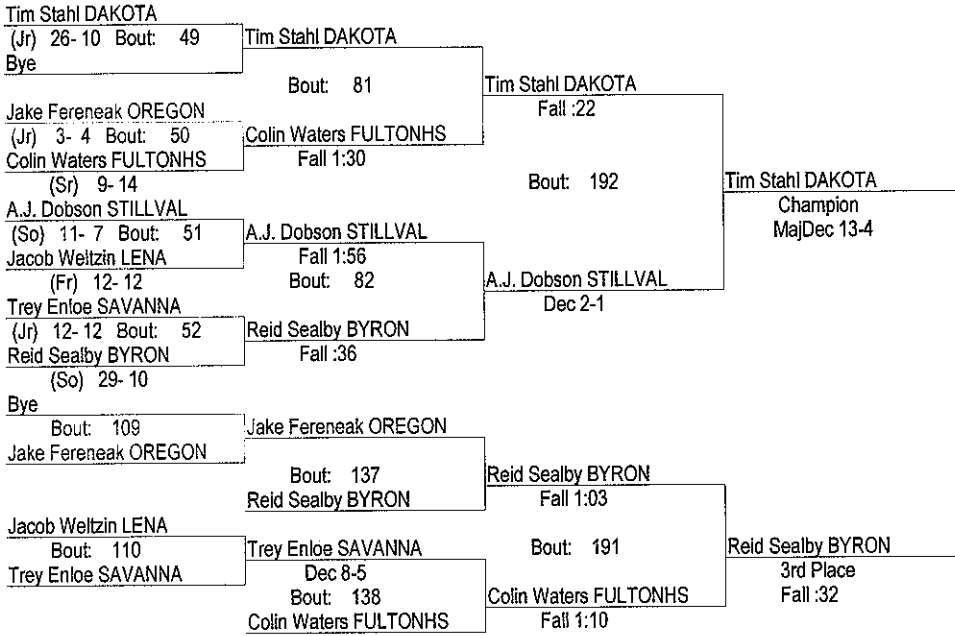 Tim Stahl DAKOTA
(Jr) 26- 10 Bout: 49
Bye
Tim Stahl DAKOTA
Bout: 81
Jake Fereneak OREGON
(Jr) 3- 4 Bout: 50
Colin Waters FULTONHS
(Sr) 9- 14
Colin Waters FULTONHS
Fall 1:30
Tim Stahl DAKOTA
Fall :22
Bout: 192
A.J. Dobson STILLVAL
(So) 11- 7 Bout: 51
Jacob Weltzin LENA
(Fr) 12- 12
A.J. Dobson STILLVAL
Fall 1:56
Bout: 82
Trey Enloe SAVANNA
(Jr) 12- 12 Bout: 52
Reid Sealby BYRON
(So) 29- 10
Reid Sealby BYRON
Fall :36
A.J. Dobson STILLVAL
Dec 2-1
Tim Stahl DAKOTA
Champion
MajDec 13-4
Bye
Bout: 109
Jake Fereneak OREGON
Jake Fereneak OREGON
Bout: 137
Reid Sealby BYRON
Reid Sealby BYRON
Fall 1:03
Bout: 191
Jacob Weltzin LENA
Bout: 110
Trey Enloe SAVANNA
Trey Enloe SAVANNA
Dec 8-5
Bout: 138
Colin Waters FULTONHS
Colin Waters FULTONHS
Fall 1:10
Reid Sealby BYRON
3rd Place
Fall :32